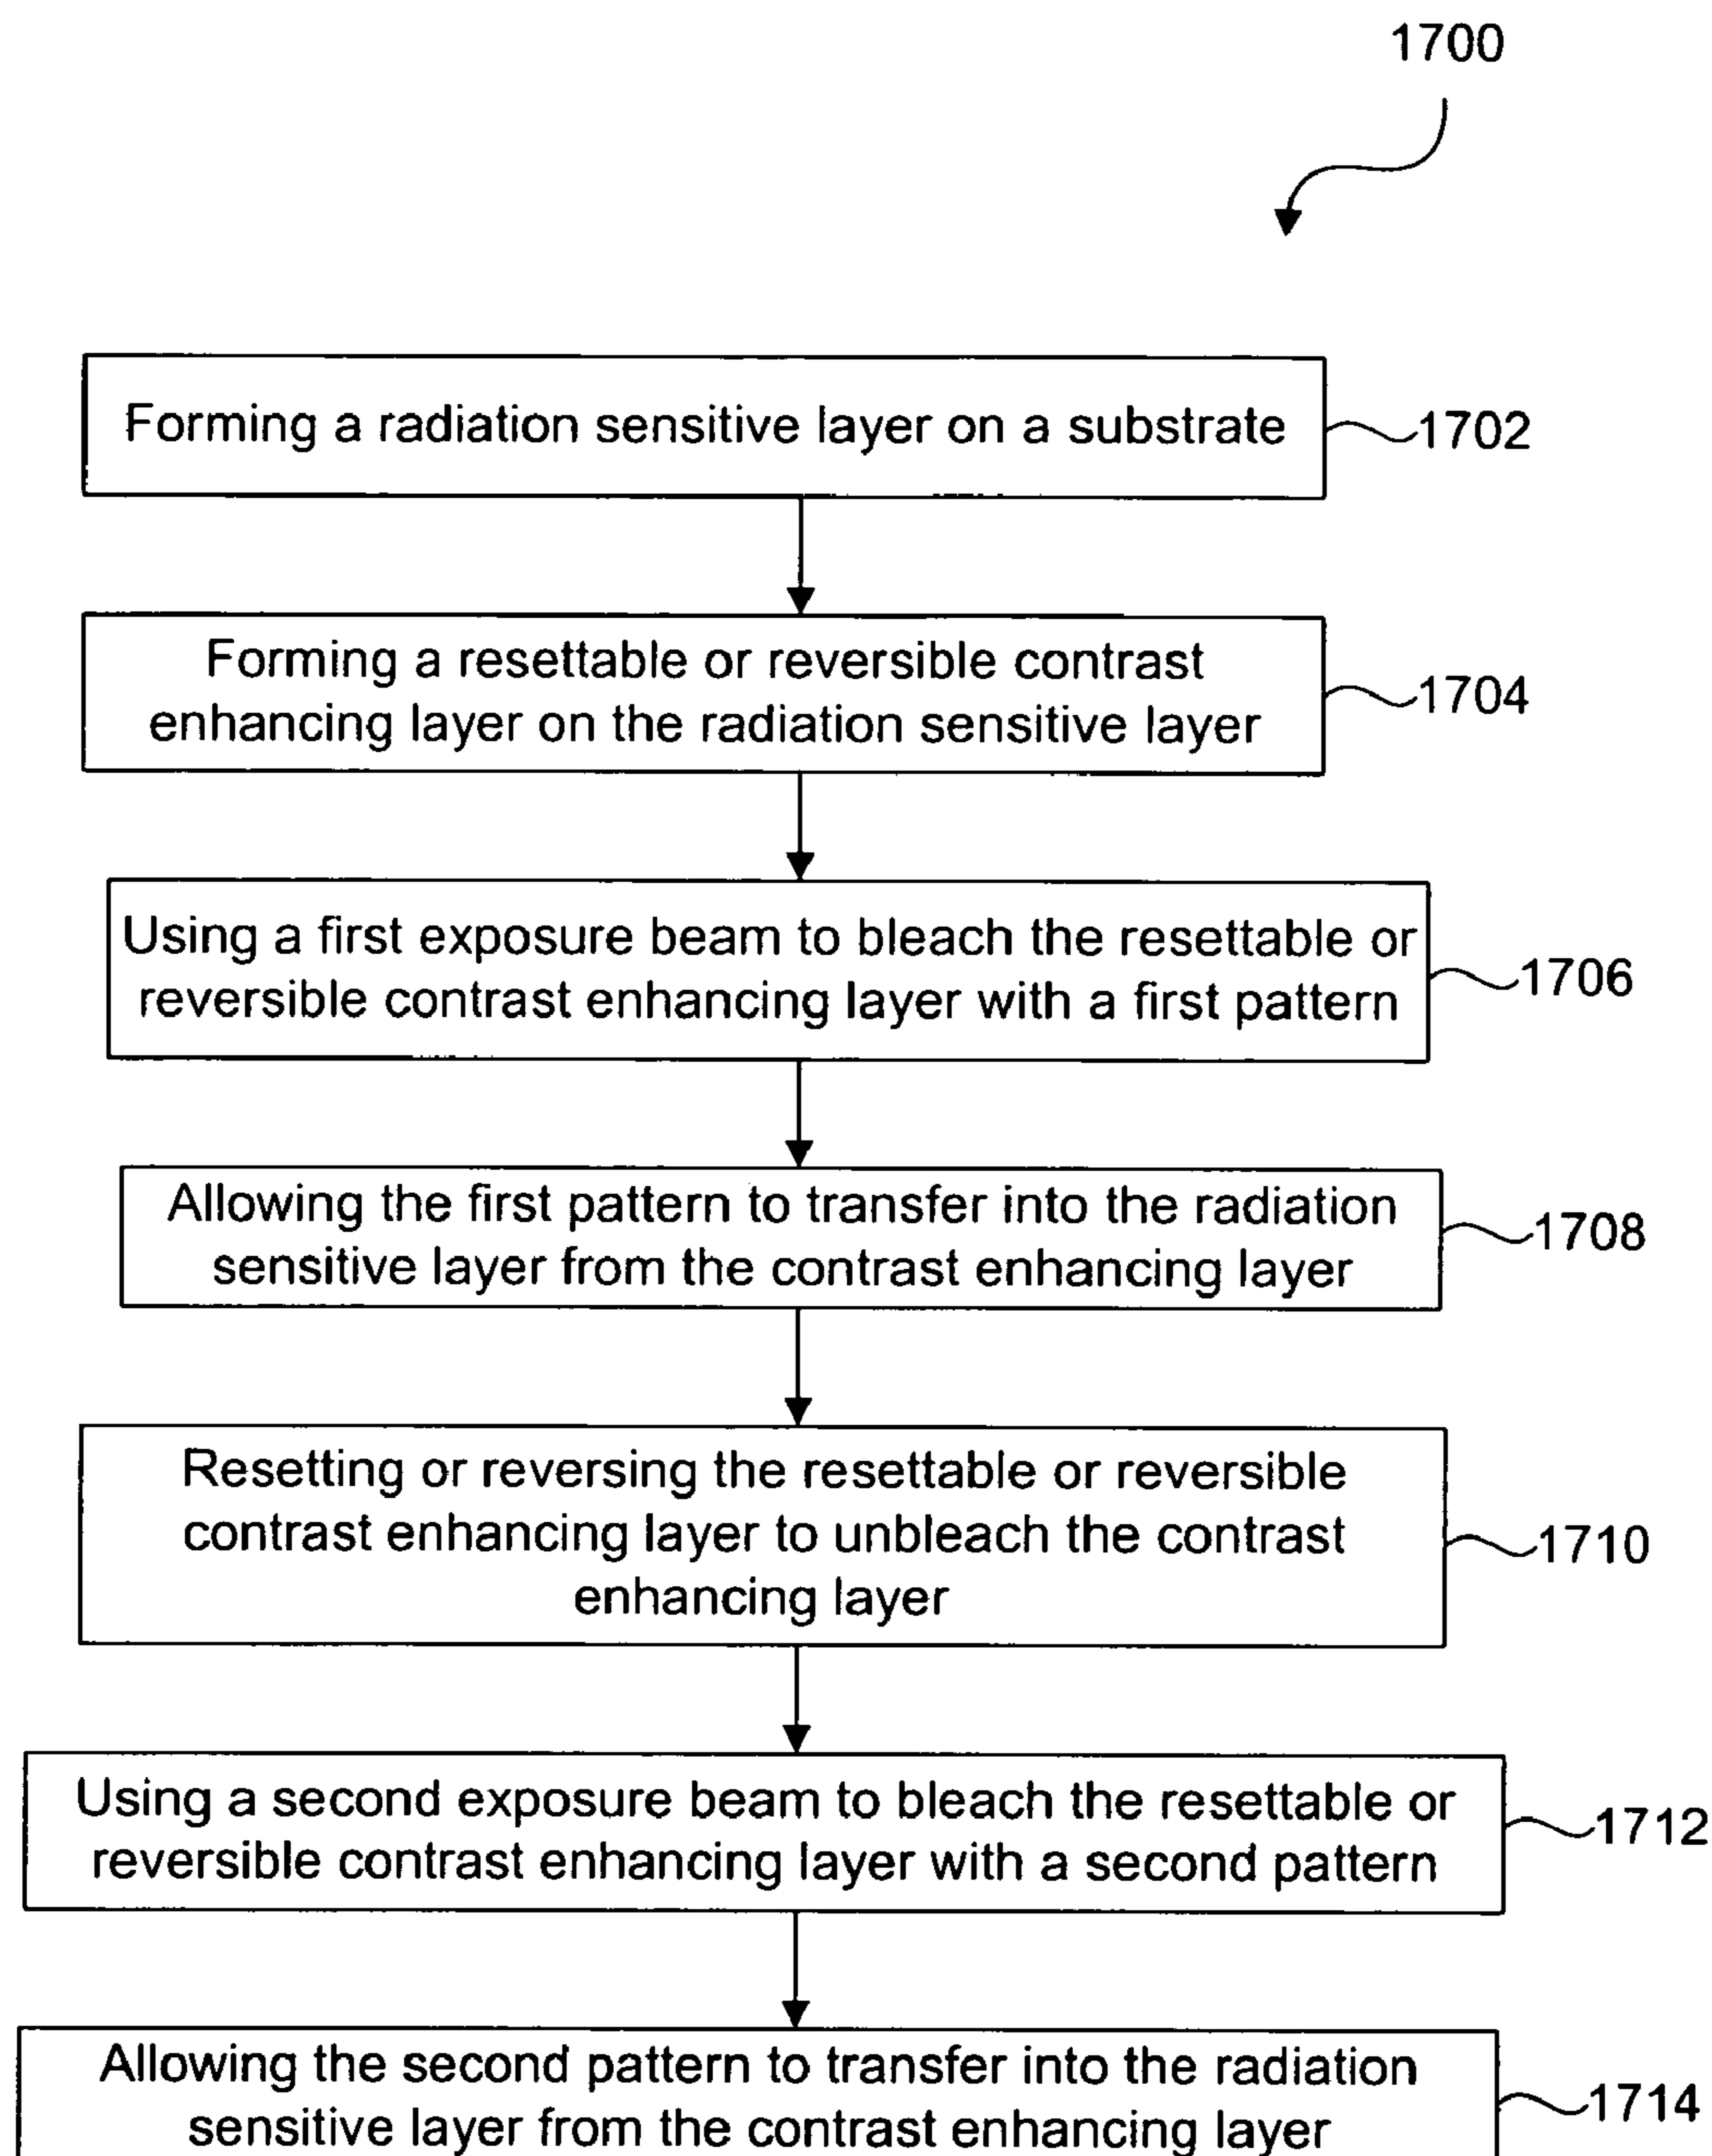 1700
Forming a radiation sensitive layer on a substrate
1702
Forming a resettable or reversible contrast
enhancing layer on the radiation sensitive layer
1704
Using a first exposure beam to bleach the resettable or
reversible contrast enhancing layer with a first pattern
1706
Allowing the first pattern to transfer into the radiation
sensitive layer from the contrast enhancing layer
1708
Resetting or reversing the resettable or reversible
contrast enhancing layer to unbleach the contrast
enhancing layer
1710
Using a second exposure beam to bleach the resettable or
reversible contrast enhancing layer with a second pattern
1712
Allowing the second pattern to transfer into the radiation
sensitive layer from the contrast enhancing layer
1714